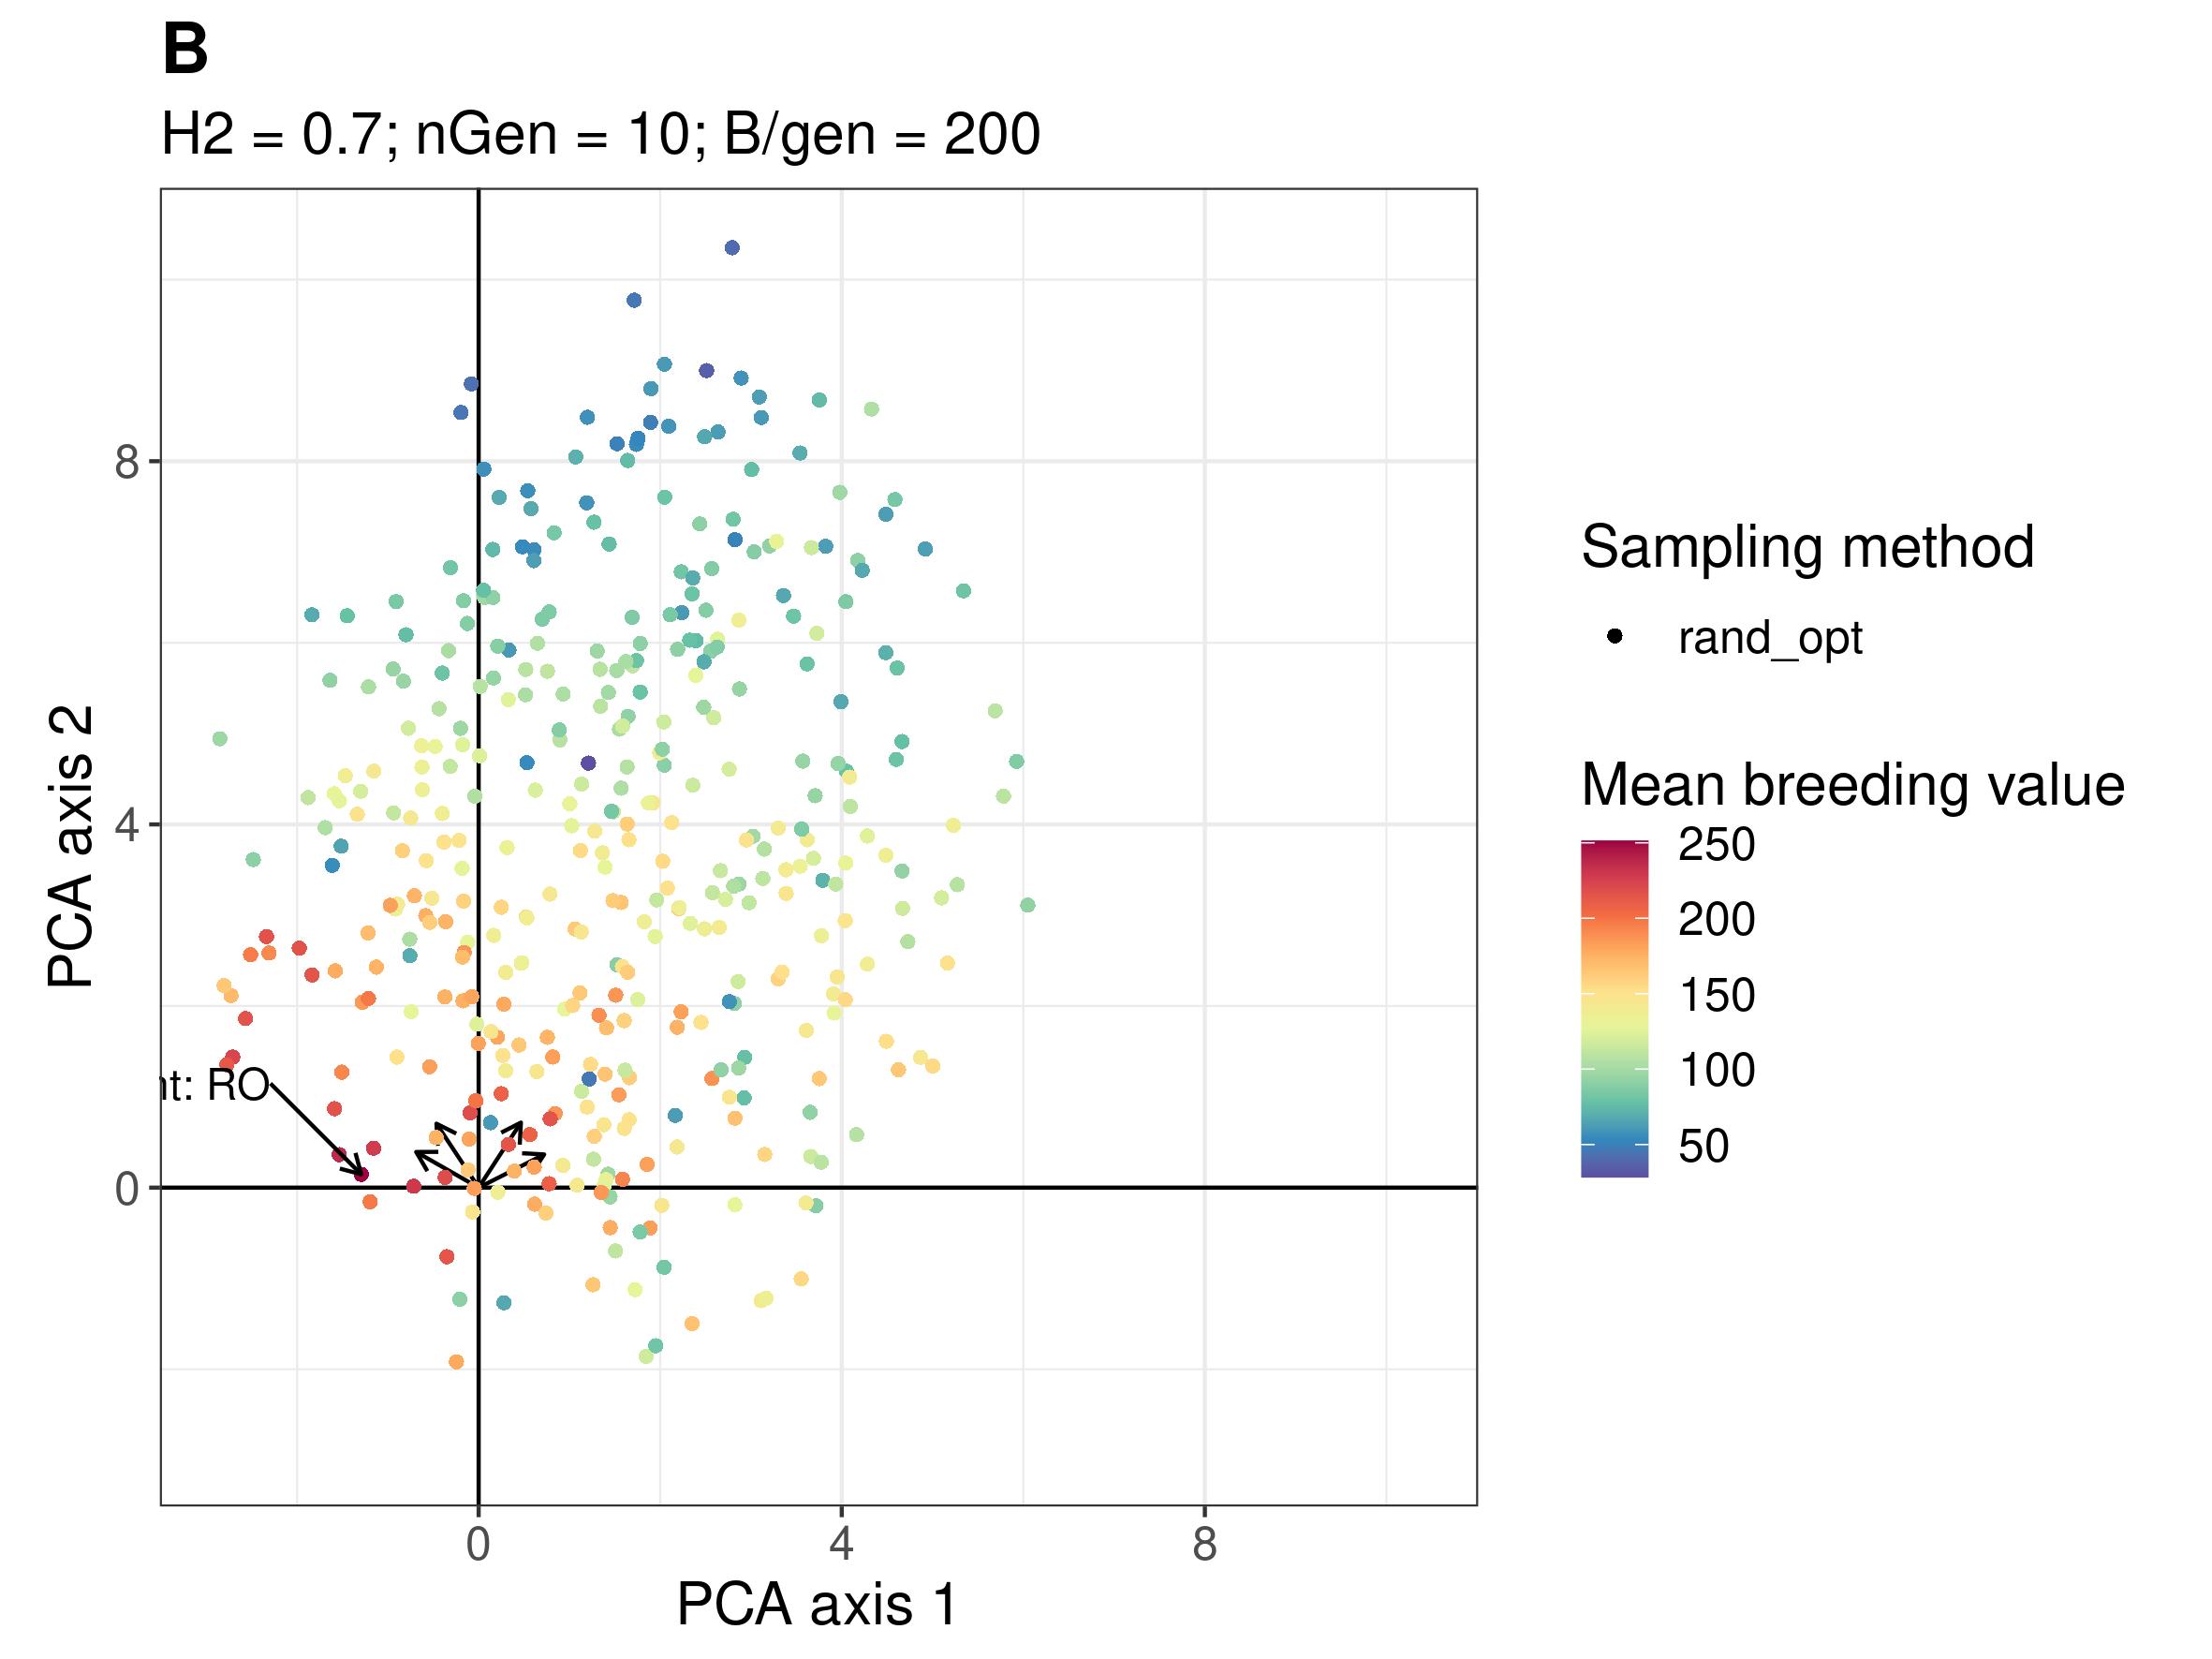 B
H2 = 0.7; nGen = 10; B/gen = 200
PCA axis 2
8
4
0
nt: RO
0
4
8
PCA axis 1
Sampling method
rand_opt
Mean breeding value
250
200
150
100
50